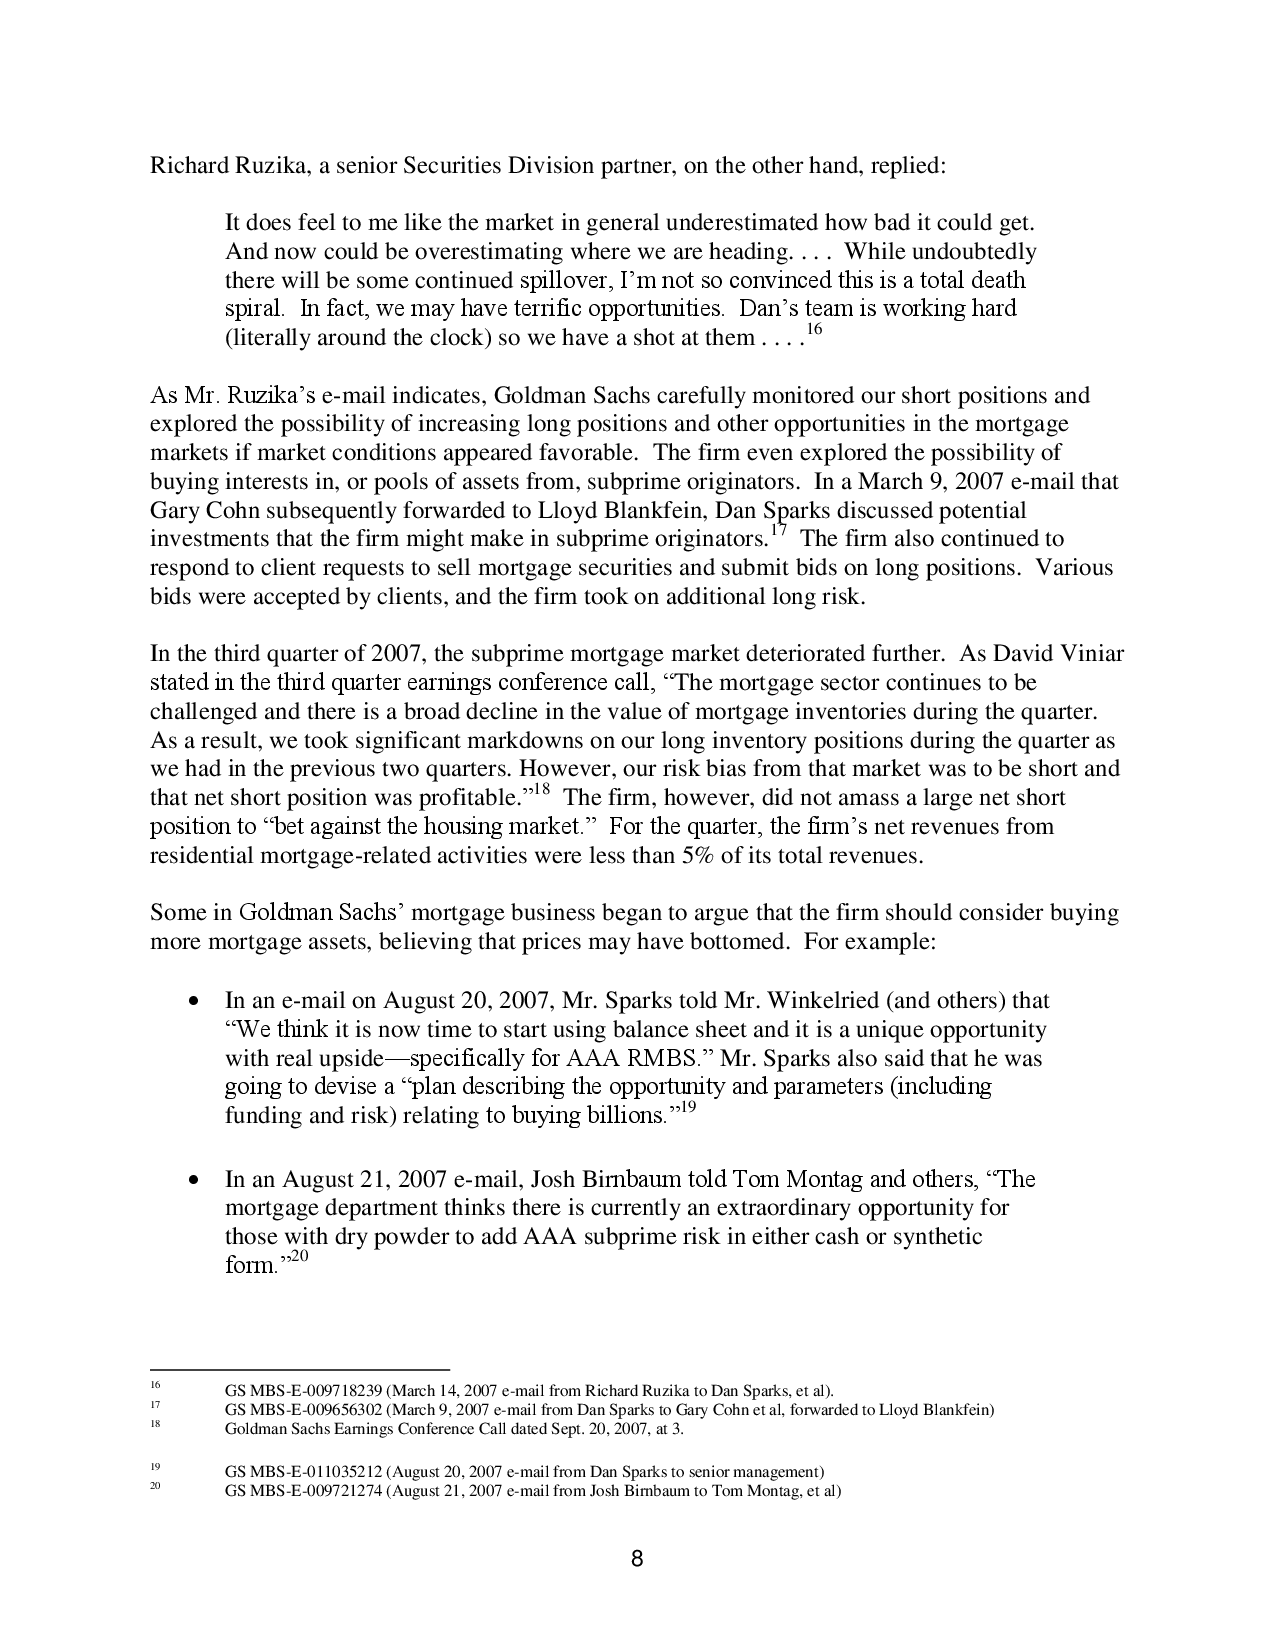 Richard Ruzika, a senior Securities Division partner, on the other hand, replied:
It does feel to me like the market in general underestimated how bad it could get.
And now could be overestimating where we are heading. . . .  While undoubtedly
there will be some continued spillover, I’m not so convinced this is a total death
spiral.  In fact, we may have terrific opportunities.  Dan’s team is working hard
(literally around the clock) so we have a shot at them . . . .16
As Mr. Ruzika’s e-mail indicates, Goldman Sachs carefully monitored our short positions and
explored the possibility of increasing long positions and other opportunities in the mortgage
markets if market conditions appeared favorable.  The firm even explored the possibility of
buying interests in, or pools of assets from, subprime originators.  In a March 9, 2007 e-mail that
Gary Cohn subsequently forwarded to Lloyd Blankfein, Dan Sparks discussed potential
investments that the firm might make in subprime originators.17  The firm also continued to
respond to client requests to sell mortgage securities and submit bids on long positions.  Various
bids were accepted by clients, and the firm took on additional long risk.
In the third quarter of 2007, the subprime mortgage market deteriorated further.  As David Viniar
stated in the third quarter earnings conference call, “The mortgage sector continues to be
challenged and there is a broad decline in the value of mortgage inventories during the quarter.
As a result, we took significant markdowns on our long inventory positions during the quarter as
we had in the previous two quarters. However, our risk bias from that market was to be short and
that net short position was profitable.”18  The firm, however, did not amass a large net short
position to “bet against the housing market.”  For the quarter, the firm’s net revenues from
residential mortgage-related activities were less than 5% of its total revenues.
Some in Goldman Sachs’ mortgage business began to argue that the firm should consider buying
more mortgage assets, believing that prices may have bottomed.  For example:
• In an e-mail on August 20, 2007, Mr. Sparks told Mr. Winkelried (and others) that
“We think it is now time to start using balance sheet and it is a unique opportunity
with real upside—specifically for AAA RMBS.” Mr. Sparks also said that he was
going to devise a “plan describing the opportunity and parameters (including
funding and risk) relating to buying billions.”19
• In an August 21, 2007 e-mail, Josh Birnbaum told Tom Montag and others, “The
mortgage department thinks there is currently an extraordinary opportunity for
those with dry powder to add AAA subprime risk in either cash or synthetic
form.”20
16 GS MBS-E-009718239 (March 14, 2007 e-mail from Richard Ruzika to Dan Sparks, et al).
17 GS MBS-E-009656302 (March 9, 2007 e-mail from Dan Sparks to Gary Cohn et al, forwarded to Lloyd Blankfein)
18 Goldman Sachs Earnings Conference Call dated Sept. 20, 2007, at 3.
19 GS MBS-E-011035212 (August 20, 2007 e-mail from Dan Sparks to senior management)
20 GS MBS-E-009721274 (August 21, 2007 e-mail from Josh Birnbaum to Tom Montag, et al)
8